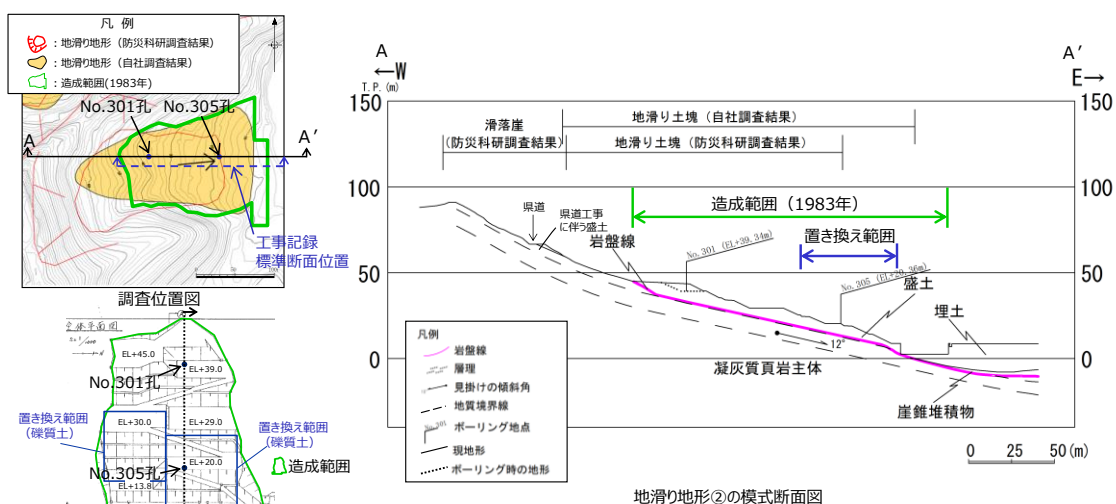 凡 例
：地滑り地形（防災科研調査結果）
：地滑り地形（自社調査結果）
：造成範囲(1983年）
No.301孔
No.305孔
A
A′
工事記録
標準断面位置
調査位置図
EL+45.0
EL+39.0
No.301孔
置き換え範囲
（礫質土）
EL+30.0
EL+29.0
置き換え範囲
（礫質土）
EL+20.0
造成範囲
No.305孔
EL+13.8
A
←W
T.P.(m)
A′
E→
150
100
50
0
150
100
50
0
地滑り土塊（自社調査結果）
滑落崖
(防災科研調査結果)
地滑り土塊（防災科研調査結果）
造成範囲（1983年）
県道
県道工事
に伴う盛土
岩盤線
No.301 (EL+39.34m)
置き換え範囲
No.305 (EL+20.36m)
盛土
埋土
12°
凝灰質頁岩主体
崖錐堆積物
凡例
岩盤線
層理
見掛けの傾斜角
地質境界線
No.301
ボーリング地点
現地形
ボーリング時の地形
0 25 50(m)
地滑り地形②の模式断面図